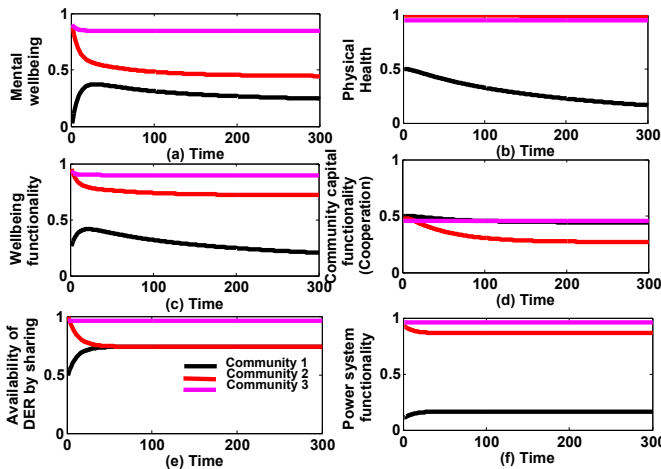 Mental
wellbeing
1
0.5
0
0
100
200
300
(a) Time
Physical
Health
1
0.5
0
0
100
200
300
(b) Time
Wellbeing
functionality
1
0.5
0
0
100
200
300
(c) Time
Community capital
functionality
(Cooperation)
1
0.5
0
0
100
200
300
(d) Time
Availability of
DER by sharing
1
0.5
0
0
100
200
300
(e) Time
Community 1
Community 2
Community 3
Power system
functionality
1
0.5
0
0
100
200
300
(f) Time